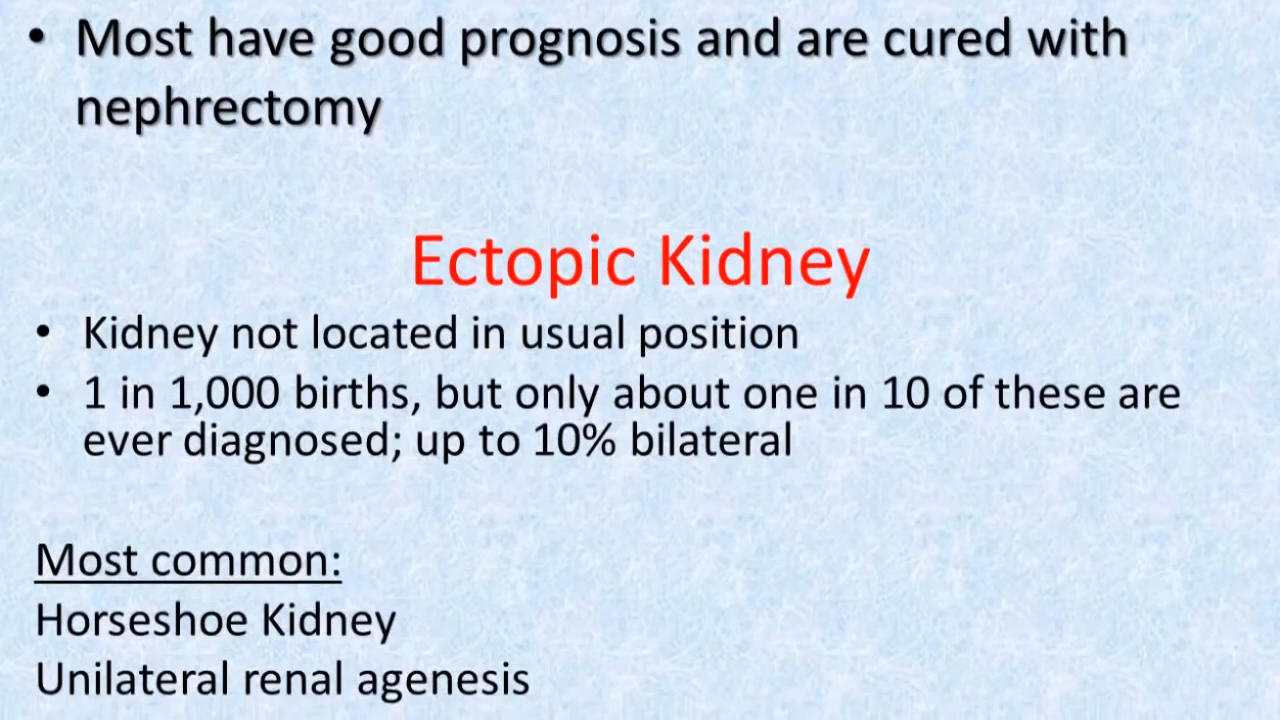 • Most have good prognosis and are cured with
nephrectomy
Ectopic Kidney
• Kidney not located in usual position
• 1 in 1,000 births, but only about one in 10 of these are
ever diagnosed; up to 10% bilateral
Most common:
Horseshoe Kidney
Unilateral renal agenesis